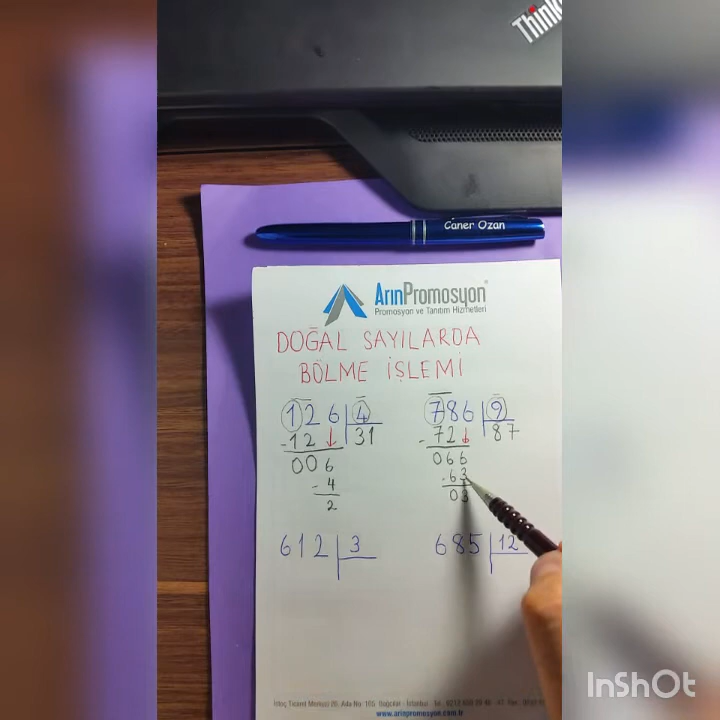 Think
Caner Ozan
ArınPromosyon
Promosyon ve Tanıtım Hizmetleri
DOĞAL SAYILARDA
BÖLME İŞLEMİ
126 4
-12 31
006
-4
2
786 9
-72 87
066
-63
03
612 3
685 12
www.arinpromosyon.com.tr
InShOt